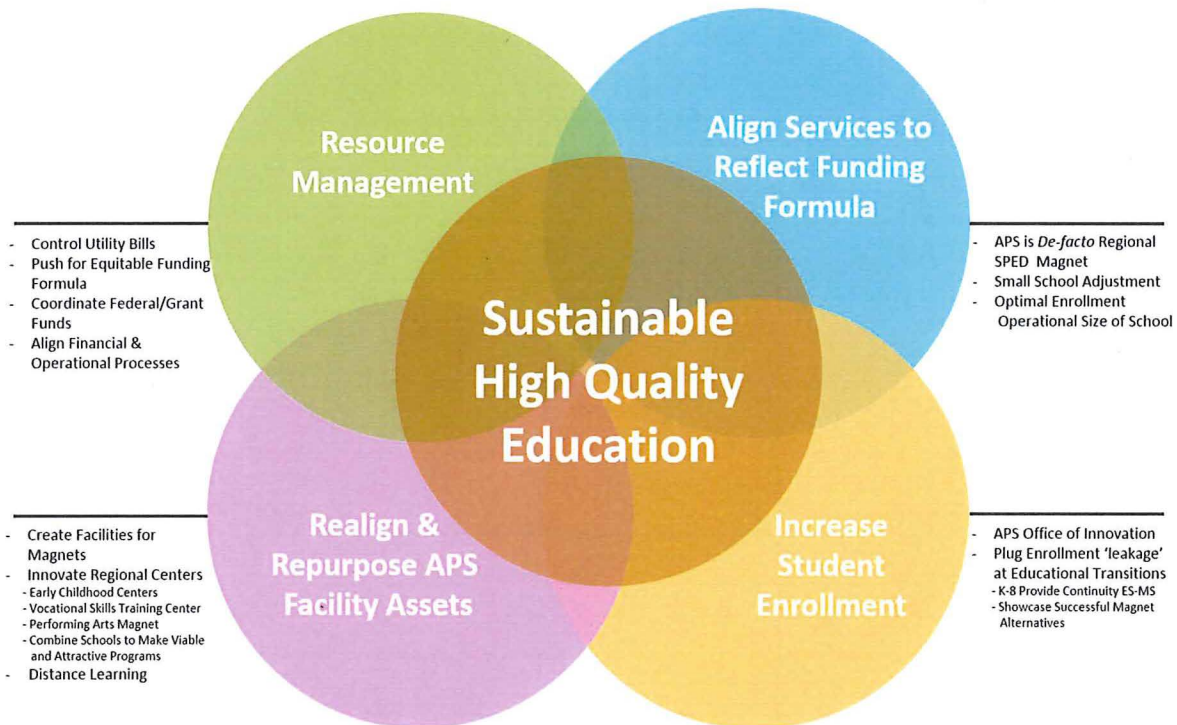 Resource
Management
- Control Utility Bills
- Push for Equitable Funding
Formula
- Coordinate Federal/Grant
Funds
- Align Financial &
Operational Processes
Align Services to
Reflect Funding
Formula
- APS is De-facto Regional
SPED Magnet
- Small School Adjustment
- Optimal Enrollment
Operational Size of School
Sustainable
High Quality
Education
Realign &
Repurpose APS
Facility Assets
- Create Facilities for
Magnets
- Innovate Regional Centers
- Early Childhood Centers
- Vocational Skills Training Center
- Performing Arts Magnet
- Combine Schools to Make Viable
and Attractive Programs
- Distance Learning
Increase
Student
Enrollment
- APS Office of Innovation
- Plug Enrollment ‘leakage’
at Educational Transitions
- K-8 Provide Continuity ES-MS
- Showcase Successful Magnet
Alternatives